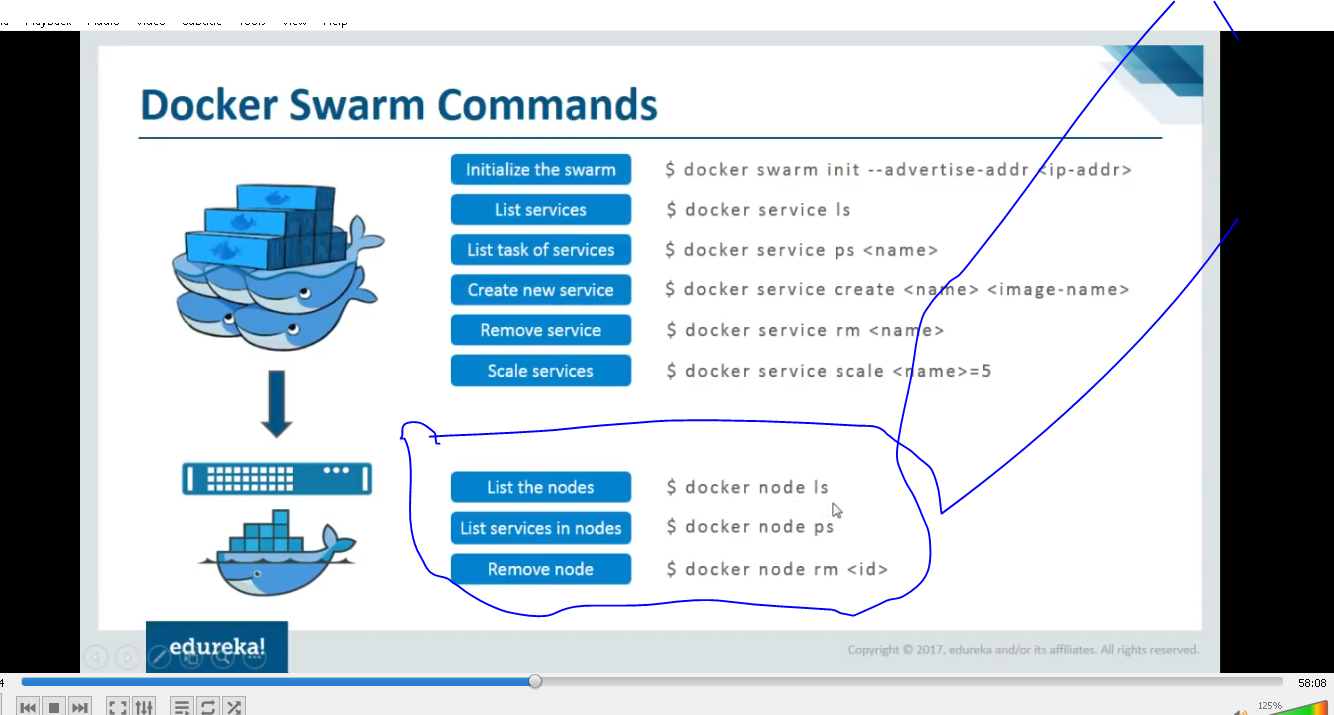 Docker Swarm Commands
Initialize the swarm $ docker swarm init --advertise-addr <ip-addr>
List services $ docker service ls
List task of services $ docker service ps <name>
Create new service $ docker service create <name> <image-name>
Remove service $ docker service rm <name>
Scale services $ docker service scale <name>=5
List the nodes $ docker node ls
List services in nodes $ docker node ps
Remove node $ docker node rm <id>
edureka!
Copyright © 2017, edureka and/or its affiliates. All rights reserved.
58:08
125%